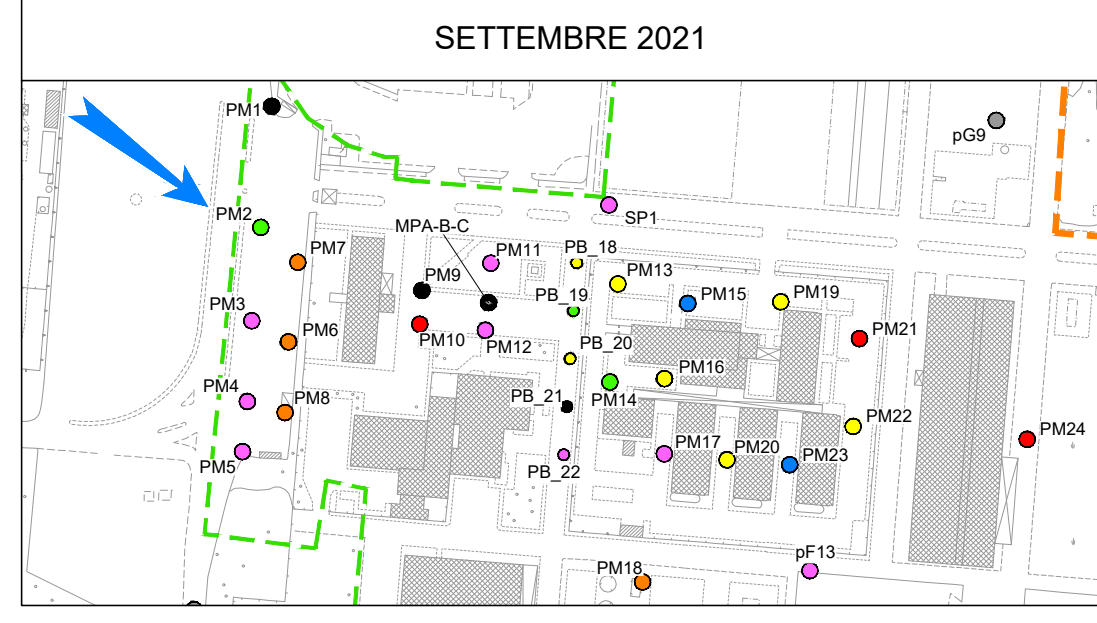 SETTEMBRE 2021
PM1
pG9
PM2
SP1
MPA-B-C
PM7
PM11
PB_18
PM13
PM9
PB_19
PM15
PM19
PM3
PM6
PM10
PM12
PB_20
PM21
PM4
PM8
PB_21
PM14
PM16
PM22
PM24
PM5
PB_22
PM17
PM20
PM23
PM18
pF13